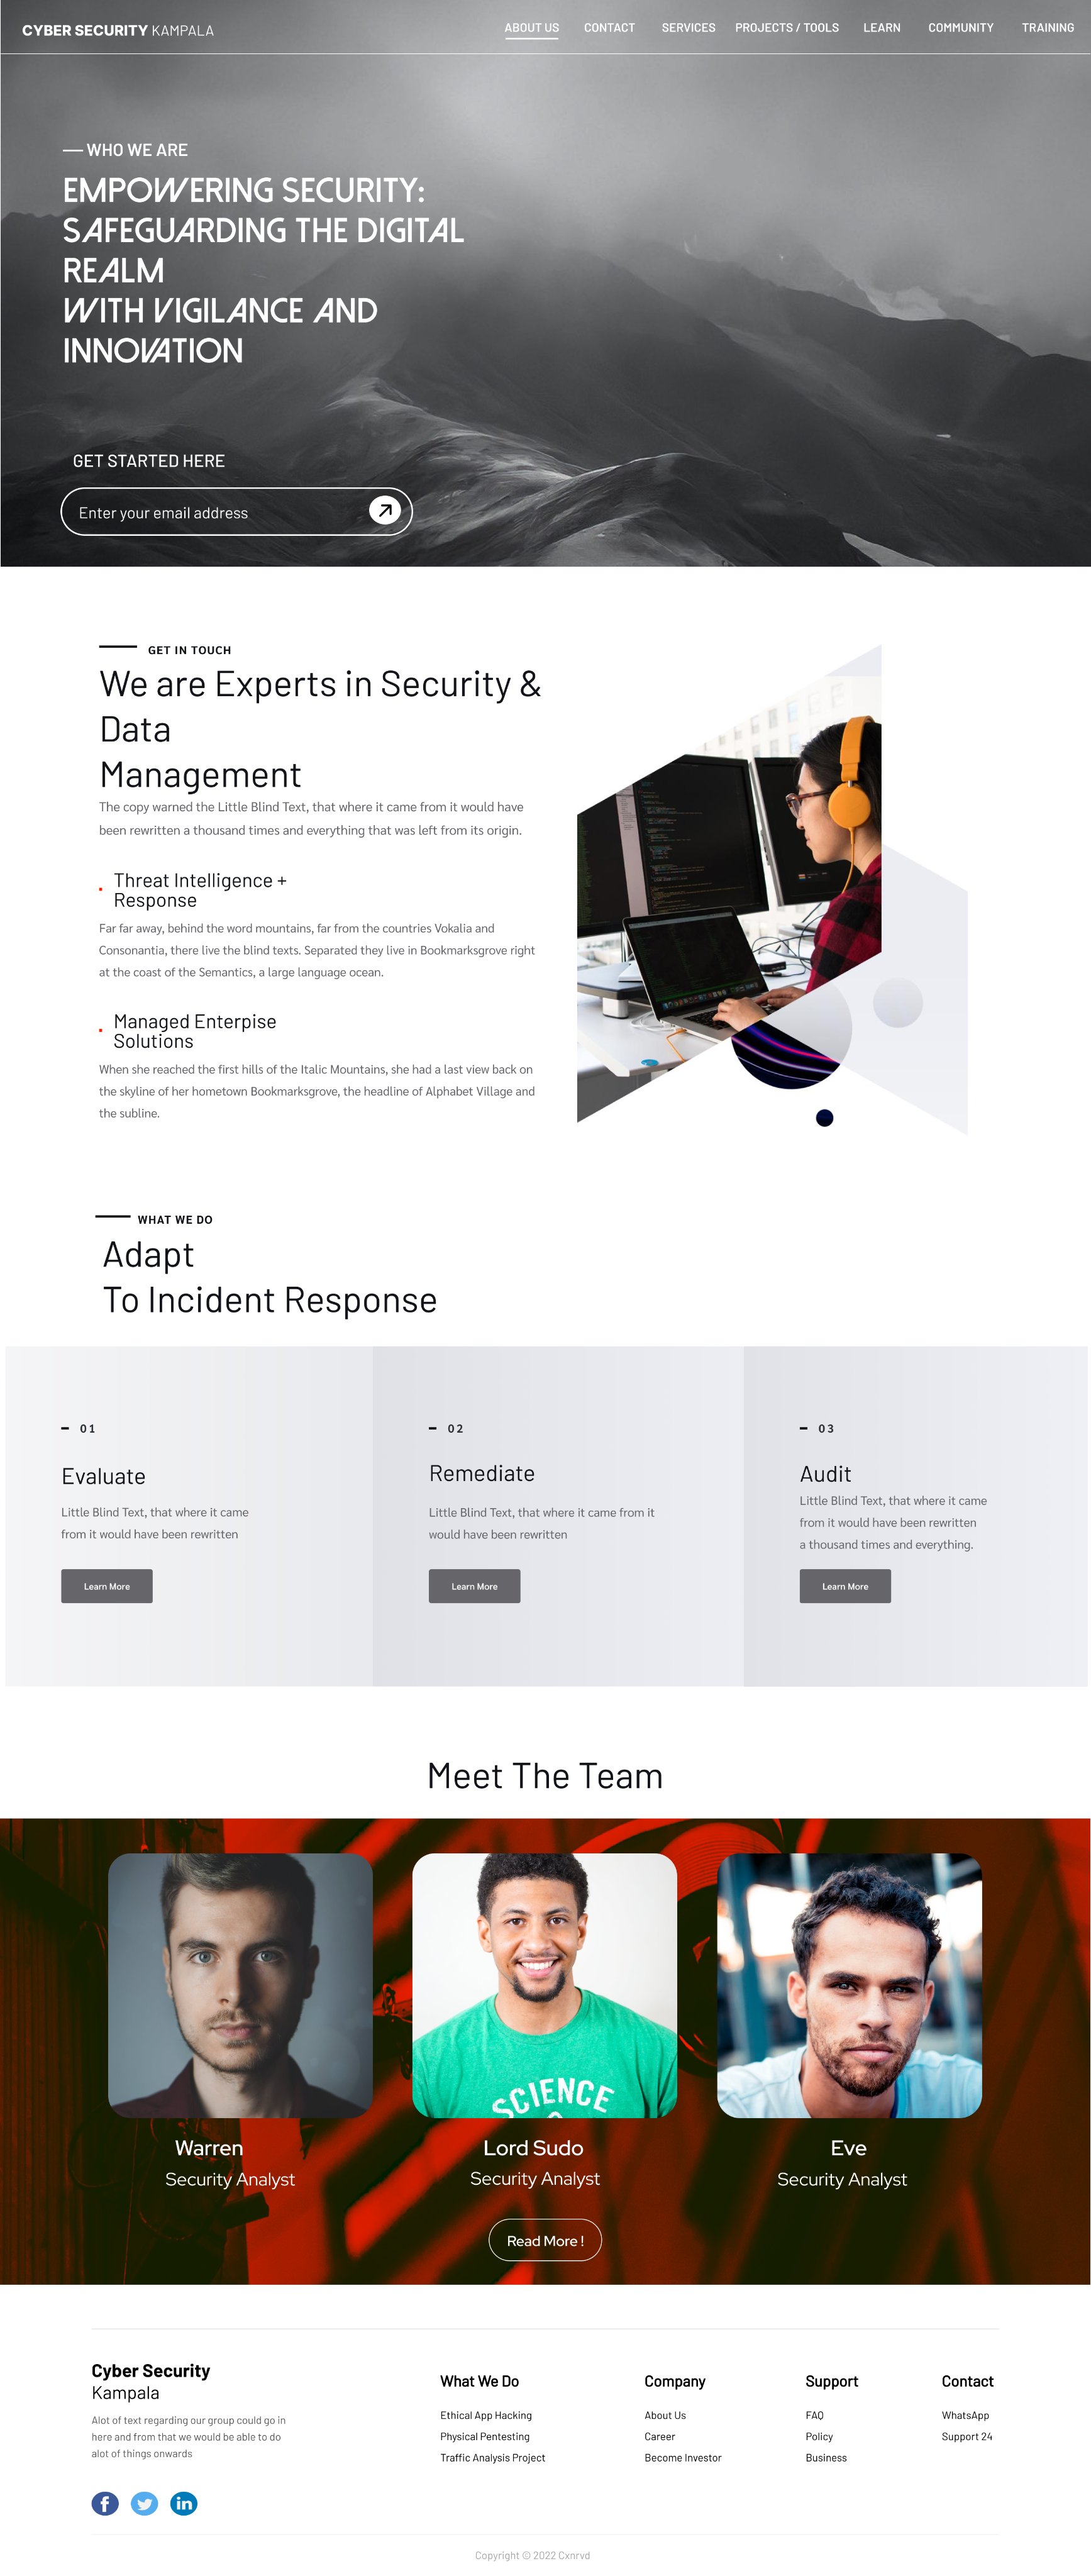 CYBER SECURITY KAMPALA
ABOUT US CONTACT SERVICES PROJECTS / TOOLS LEARN COMMUNITY TRAINING
WHO WE ARE
EMPOWERING SECURITY:
SAFEGUARDING THE DIGITAL
REALM
WITH VIGILANCE AND
INNOVATION
GET STARTED HERE
Enter your email address
GET IN TOUCH
We are Experts in Security &
Data
Management
The copy warned the Little Blind Text, that where it came from it would have
been rewritten a thousand times and everything that was left from its origin.
Threat Intelligence +
Response
Far far away, behind the word mountains, far from the countries Vokalia and
Consonantia, there live the blind texts. Separated they live in Bookmarksgrove right
at the coast of the Semantics, a large language ocean.
Managed Enterpise
Solutions
When she reached the first hills of the Italic Mountains, she had a last view back on
the skyline of her hometown Bookmarksgrove, the headline of Alphabet Village and
the subline.
WHAT WE DO
Adapt
To Incident Response
01
Evaluate
Little Blind Text, that where it came
from it would have been rewritten
Learn More
02
Remediate
Little Blind Text, that where it came from it
would have been rewritten
Learn More
03
Audit
Little Blind Text, that where it came
from it would have been rewritten
a thousand times and everything.
Learn More
Meet The Team
SCIENCE
Warren
Security Analyst
Lord Sudo
Security Analyst
Eve
Security Analyst
Read More !
Cyber Security
Kampala
Alot of text regarding our group could go in
here and from that we would be able to do
alot of things onwards
What We Do
Ethical App Hacking
Physical Pentesting
Traffic Analysis Project
Company
About Us
Career
Become Investor
Support
FAQ
Policy
Business
Contact
WhatsApp
Support 24
Copyright © 2022 Cxnrvd